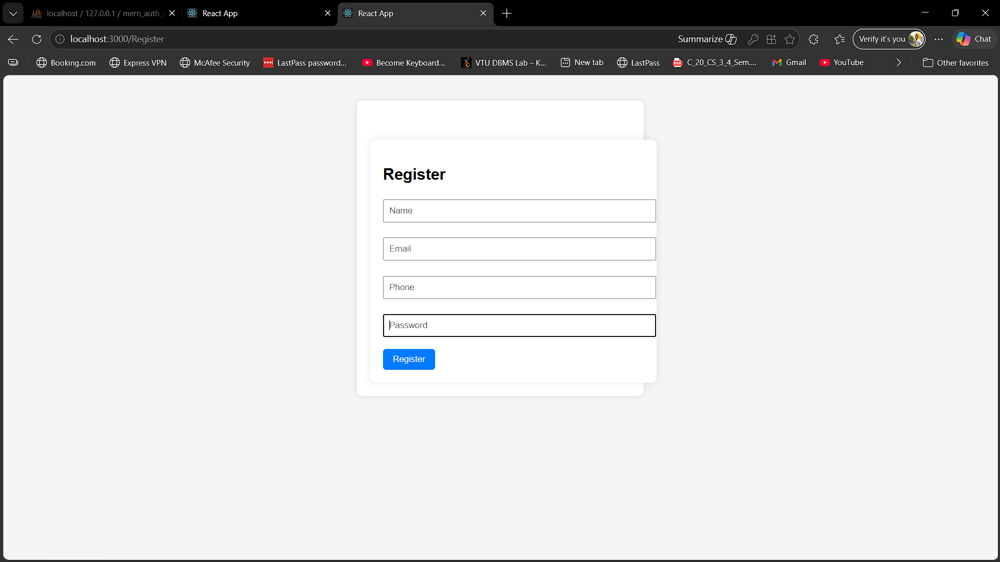 localhost / 127.0.0.1 / mern_auth_
React App
React App
localhost:3000/Register
Summarize
Verify it's you
Chat
Booking.com
Express VPN
McAfee Security
LastPass password...
Become Keyboard...
VTU DBMS Lab – K...
New tab
LastPass
PDF
C_20_CS_3_4_Sem....
Gmail
YouTube
Other favorites
Register
Name
Email
Phone
Password
Register